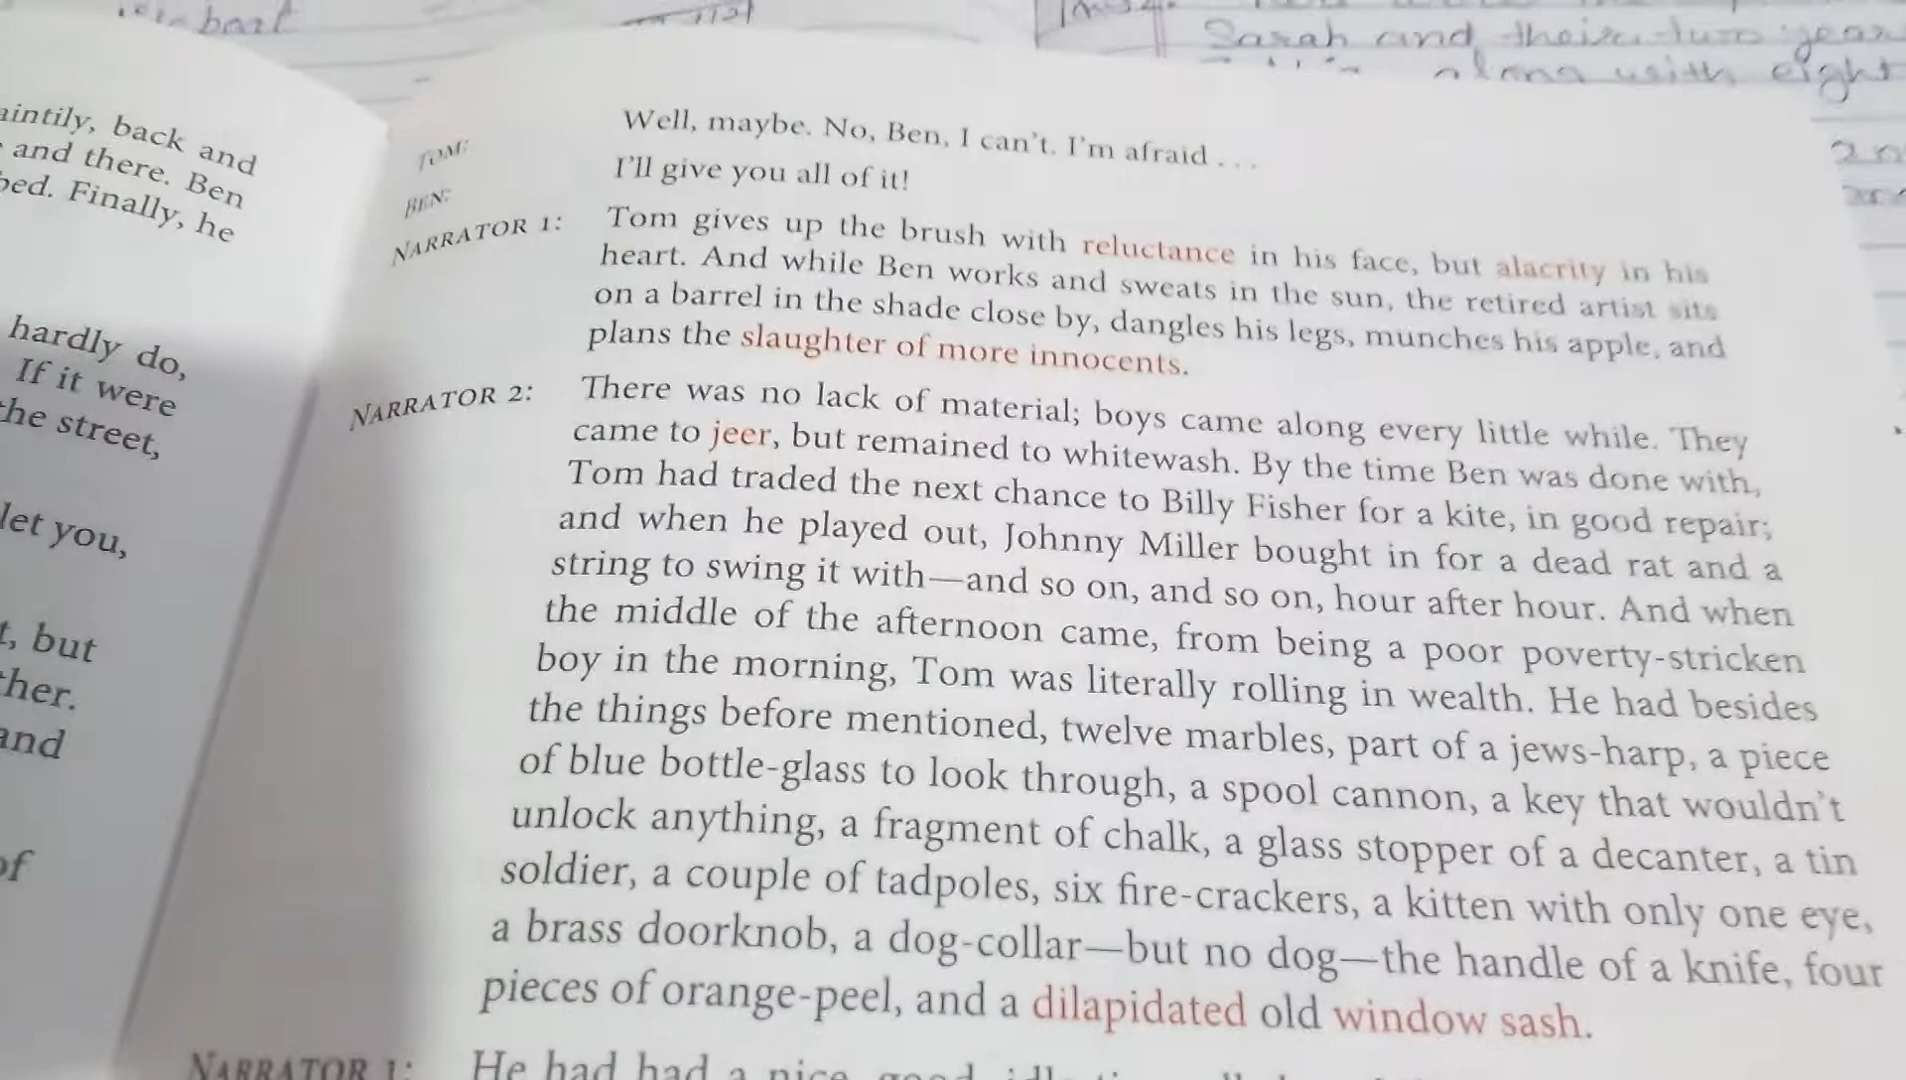 bart
Sarah and their two year
along with eight
aintily, back and
and there. Ben
bed. Finally, he
hardly do,
If it were
the street,
let you,
t, but
ther.
and
of
TOM: Well, maybe. No, Ben, I can't. I'm afraid . . .
BEN: I'll give you all of it!
NARRATOR 1: Tom gives up the brush with reluctance in his face, but alacrity in his
heart. And while Ben works and sweats in the sun, the retired artist sits
on a barrel in the shade close by, dangles his legs, munches his apple, and
plans the slaughter of more innocents.
NARRATOR 2: There was no lack of material; boys came along every little while. They
came to jeer, but remained to whitewash. By the time Ben was done with,
Tom had traded the next chance to Billy Fisher for a kite, in good repair;
and when he played out, Johnny Miller bought in for a dead rat and a
string to swing it with—and so on, and so on, hour after hour. And when
the middle of the afternoon came, from being a poor poverty-stricken
boy in the morning, Tom was literally rolling in wealth. He had besides
the things before mentioned, twelve marbles, part of a jews-harp, a piece
of blue bottle-glass to look through, a spool cannon, a key that wouldn't
unlock anything, a fragment of chalk, a glass stopper of a decanter, a tin
soldier, a couple of tadpoles, six fire-crackers, a kitten with only one eye,
a brass doorknob, a dog-collar—but no dog—the handle of a knife, four
pieces of orange-peel, and a dilapidated old window sash.
NARRATOR 1: He had had a nice, good, idle